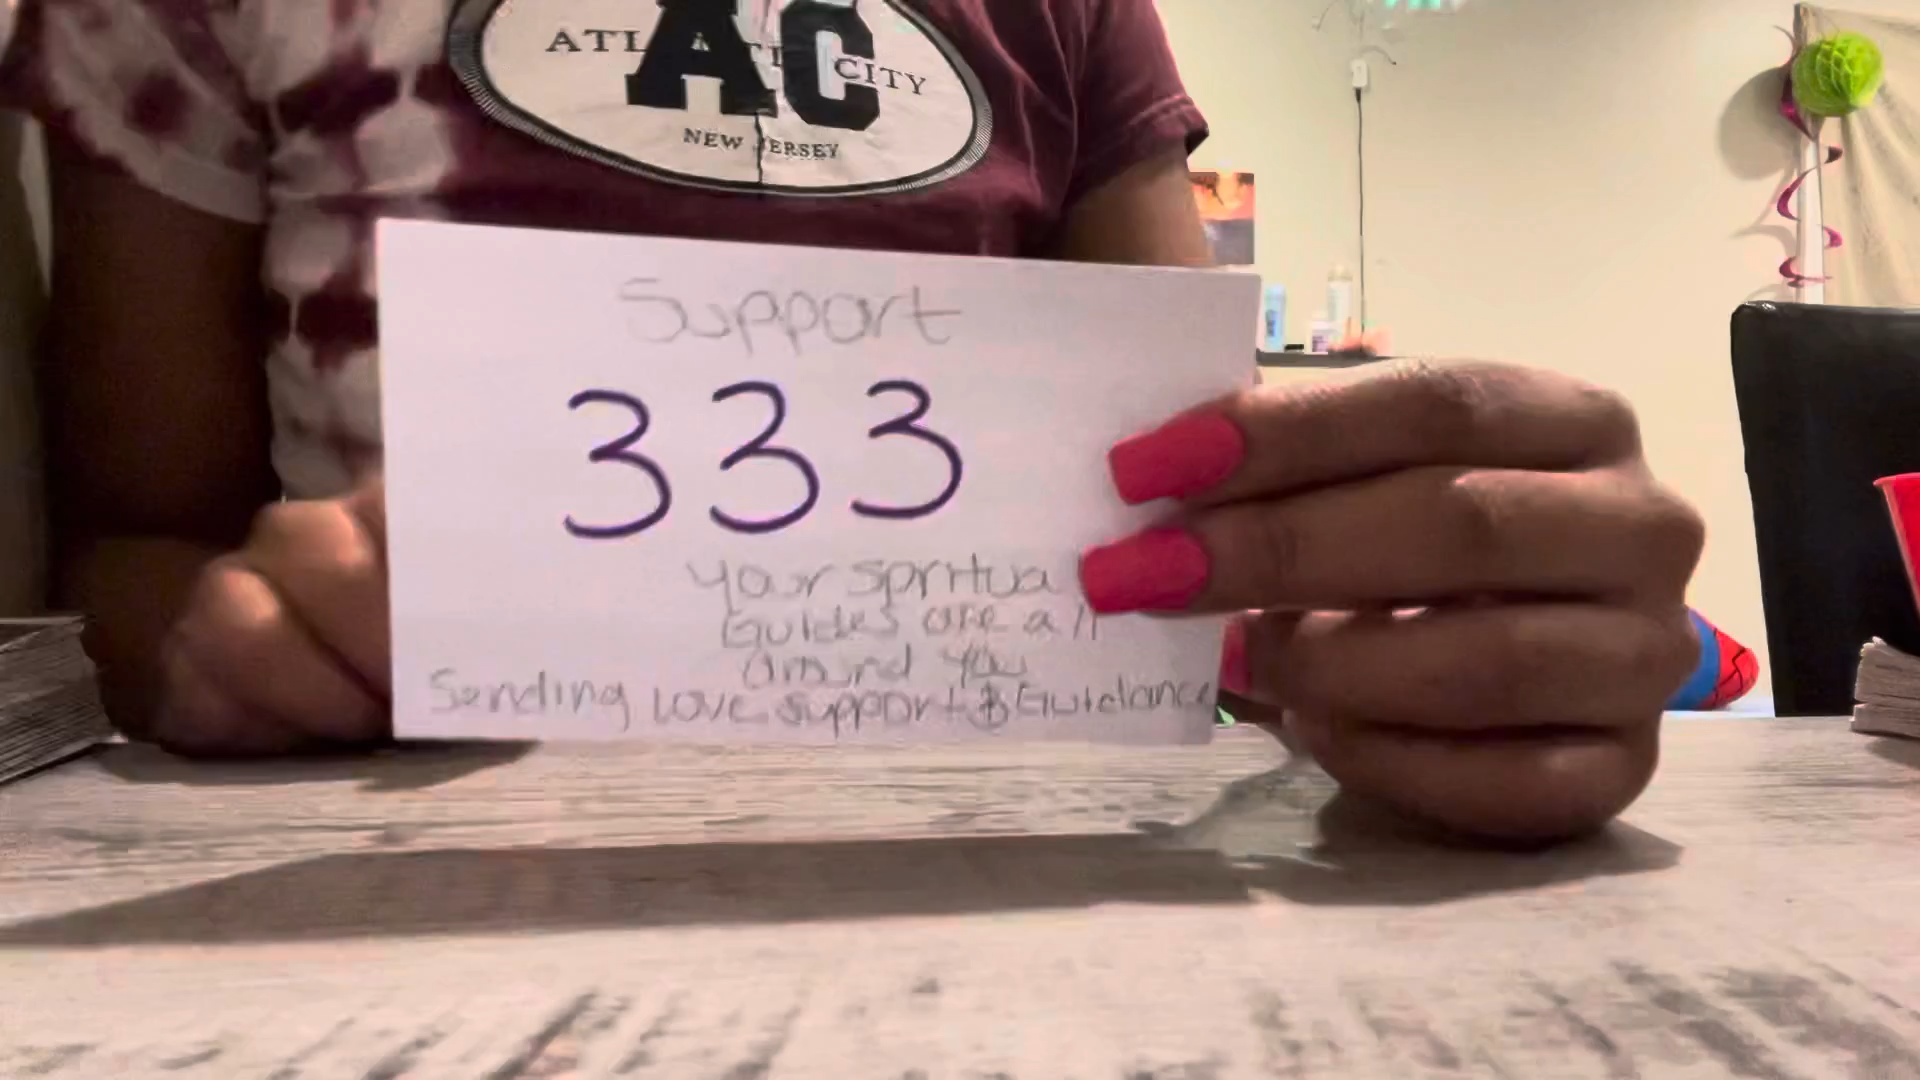 ATLANTIC CITY
AC
NEW JERSEY
Support
333
Your Spritual
Guides are all
around you
Sending Love support & Guidance